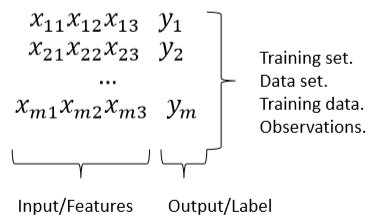 x₁₁x₁₂x₁₃ y₁
x₂₁x₂₂x₂₃ y₂
...
xₘ₁xₘ₂xₘ₃ yₘ
Training set.
Data set.
Training data.
Observations.
Input/Features Output/Label